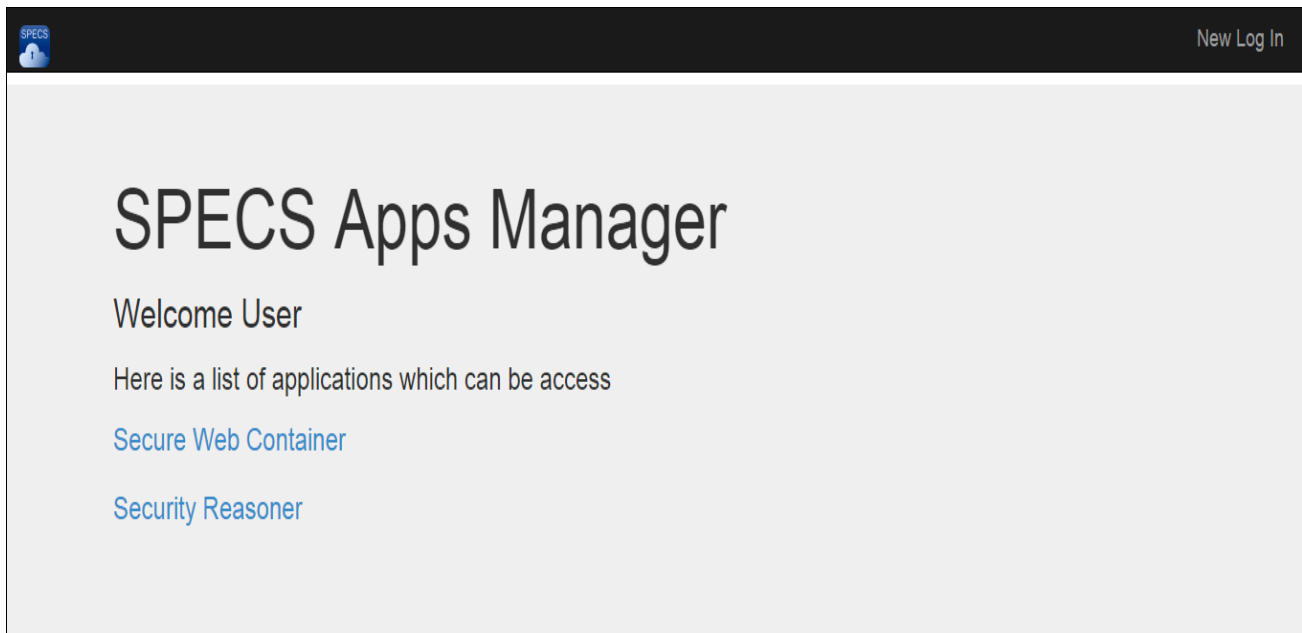 SPECS
New Log In
SPECS Apps Manager
Welcome User
Here is a list of applications which can be access
Secure Web Container
Security Reasoner